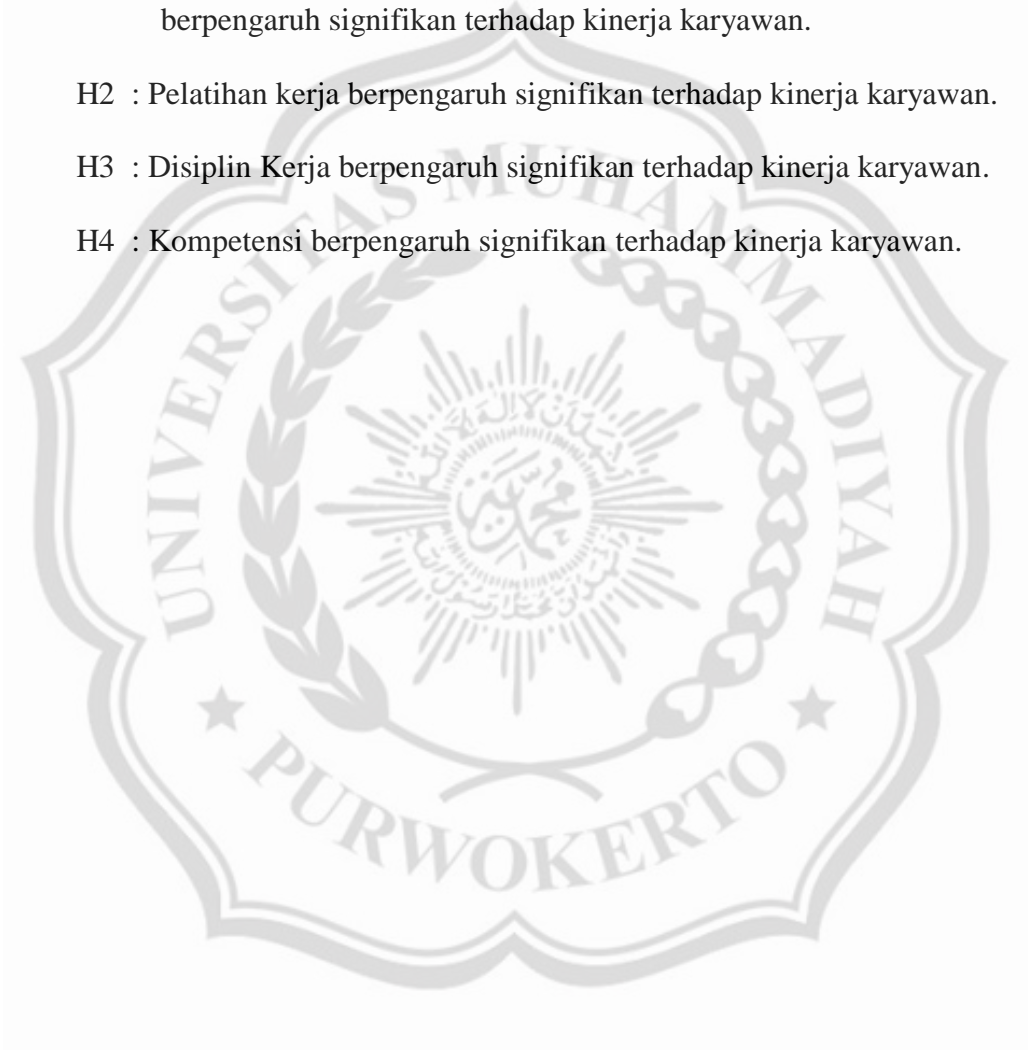 berpengaruh signifikan terhadap kinerja karyawan.
H2 : Pelatihan kerja berpengaruh signifikan terhadap kinerja karyawan.
H3 : Disiplin Kerja berpengaruh signifikan terhadap kinerja karyawan.
H4 : Kompetensi berpengaruh signifikan terhadap kinerja karyawan.
UNIVERSITAS MUHAMMADIYAH
PURWOKERTO